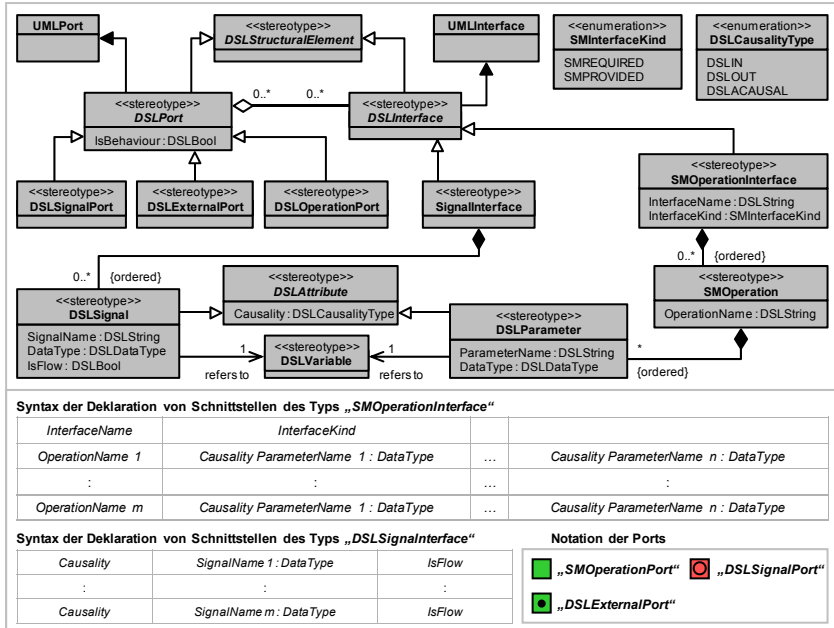 UMLPort
<<stereotype>>
DSLStructuralElement
UMLInterface
<<enumeration>>
SMInterfaceKind
SMREQUIRED
SMPROVIDED
<<enumeration>>
DSLCausalityType
DSLIN
DSLOUT
DSLACAUSAL
<<stereotype>>
DSLPort
IsBehaviour : DSLBool
0..*
0..*
<<stereotype>>
DSLInterface
<<stereotype>>
DSLSignalPort
<<stereotype>>
DSLExternalPort
<<stereotype>>
DSLOperationPort
<<stereotype>>
SignalInterface
<<stereotype>>
SMOperationInterface
InterfaceName : DSLString
InterfaceKind : SMInterfaceKind
0..*
{ordered}
0..*
{ordered}
<<stereotype>>
DSLSignal
SignalName : DSLString
DataType : DSLDataType
IsFlow : DSLBool
<<stereotype>>
DSLAttribute
Causality : DSLCausalityType
<<stereotype>>
DSLParameter
ParameterName : DSLString
DataType : DSLDataType
<<stereotype>>
SMOperation
OperationName : DSLString
1
refers to
<<stereotype>>
DSLVariable
1
refers to
*
{ordered}
Syntax der Deklaration von Schnittstellen des Typs „SMOperationInterface“
InterfaceName InterfaceKind
OperationName 1 Causality ParameterName 1 : DataType … Causality ParameterName n : DataType
: : … :
OperationName m Causality ParameterName 1 : DataType … Causality ParameterName n : DataType
Syntax der Deklaration von Schnittstellen des Typs „DSLSignalnterface“
Causality SignalName 1 : DataType IsFlow
: : :
Causality SignalName m : DataType IsFlow
Notation der Ports
„SMOperationPort“ „DSLSignalPort“
„DSLExternalPort“